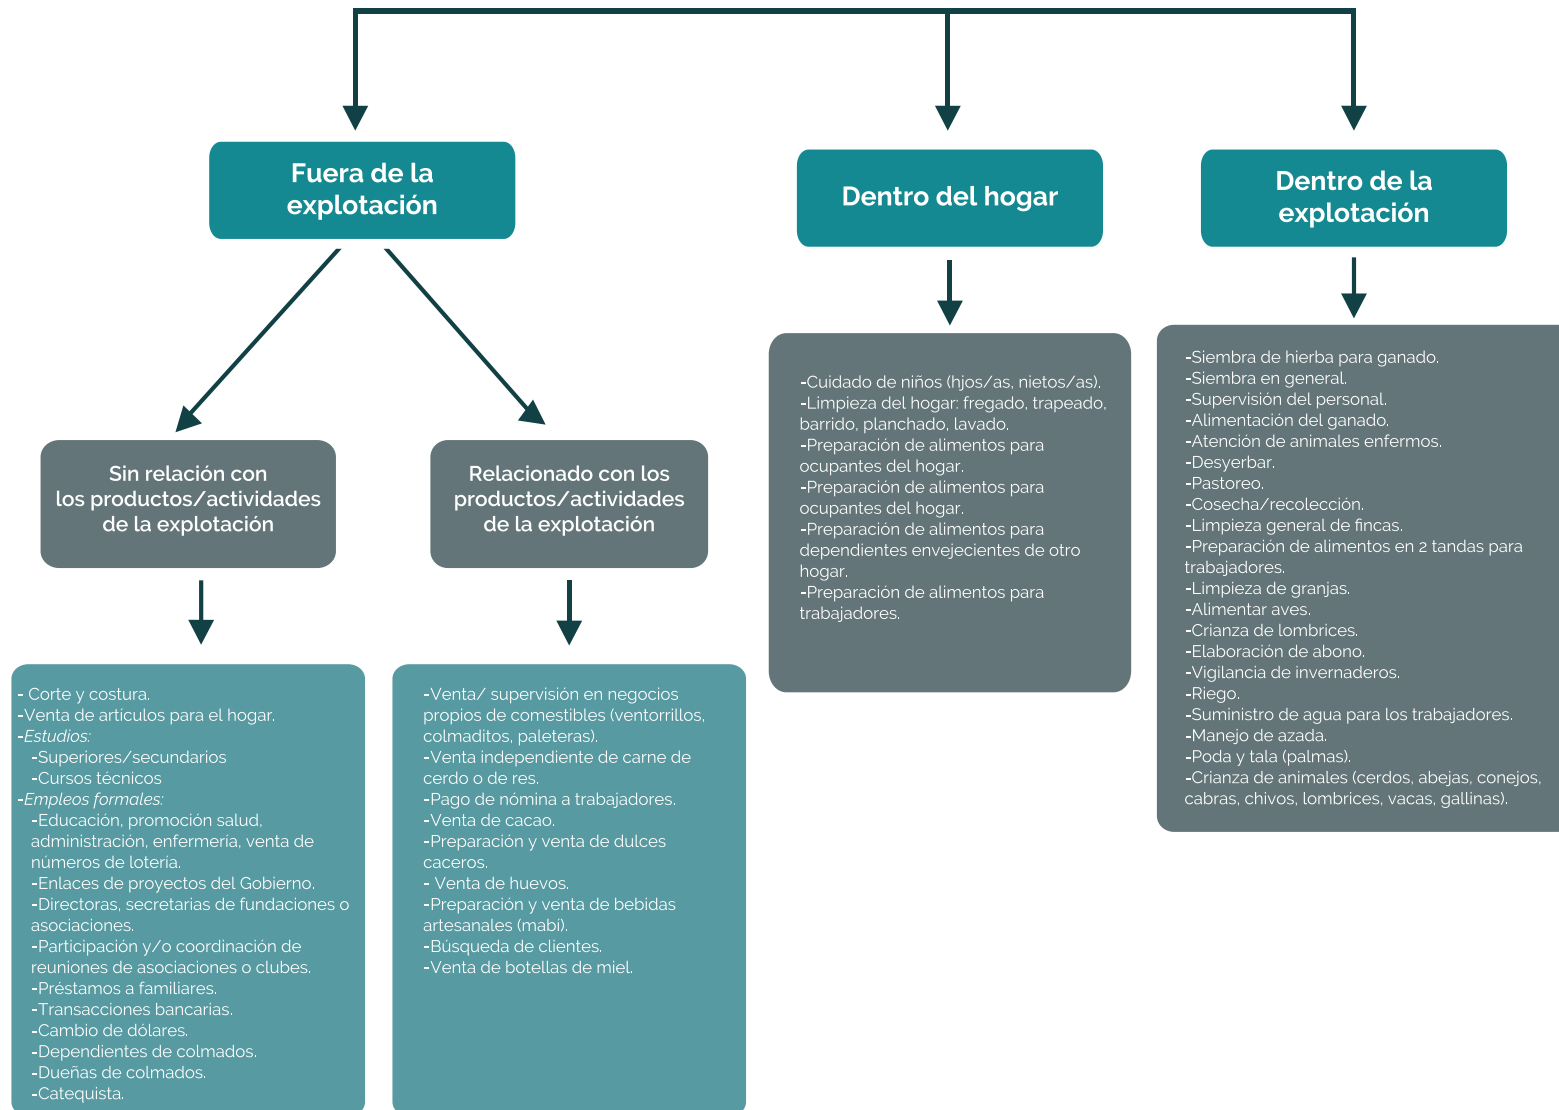 Fuera de la
explotación
Dentro del hogar
Dentro de la
explotación
Sin relación con
los productos/actividades
de la explotación
Relacionado con los
productos/actividades
de la explotación
- Corte y costura.
-Venta de artículos para el hogar.
-Estudios:
-Superiores/secundarios
-Cursos técnicos
-Empleos formales:
-Educación, promoción salud,
administración, enfermería, venta de
números de lotería.
-Enlaces de proyectos del Gobierno.
-Directoras, secretarias de fundaciones o
asociaciones.
-Participación y/o coordinación de
reuniones de asociaciones o clubes.
-Préstamos a familiares.
-Transacciones bancarias.
-Cambio de dólares.
-Dependientes de colmados.
-Dueñas de colmados.
-Catequista.
-Venta/ supervisión en negocios
propios de comestibles (ventorrillos,
colmaditos, paleteras).
-Venta independiente de carne de
cerdo o de res.
-Pago de nómina a trabajadores.
-Venta de cacao.
-Preparación y venta de dulces
caceros.
- Venta de huevos.
-Preparación y venta de bebidas
artesanales (mabí).
-Búsqueda de clientes.
-Venta de botellas de miel.
-Cuidado de niños (hjos/as, nietos/as).
-Limpieza del hogar: fregado, trapeado,
barrido, planchado, lavado.
-Preparación de alimentos para
ocupantes del hogar.
-Preparación de alimentos para
ocupantes del hogar.
-Preparación de alimentos para
dependientes envejecientes de otro
hogar.
-Preparación de alimentos para
trabajadores.
-Siembra de hierba para ganado.
-Siembra en general.
-Supervisión del personal.
-Alimentación del ganado.
-Atención de animales enfermos.
-Desyerbar.
-Pastoreo.
-Cosecha/recolección.
-Limpieza general de fincas.
-Preparación de alimentos en 2 tandas para
trabajadores.
-Limpieza de granjas.
-Alimentar aves.
-Crianza de lombrices.
-Elaboración de abono.
-Vigilancia de invernaderos.
-Riego.
-Suministro de agua para los trabajadores.
-Manejo de azada.
-Poda y tala (palmas).
-Crianza de animales (cerdos, abejas, conejos,
cabras, chivos, lombrices, vacas, gallinas).